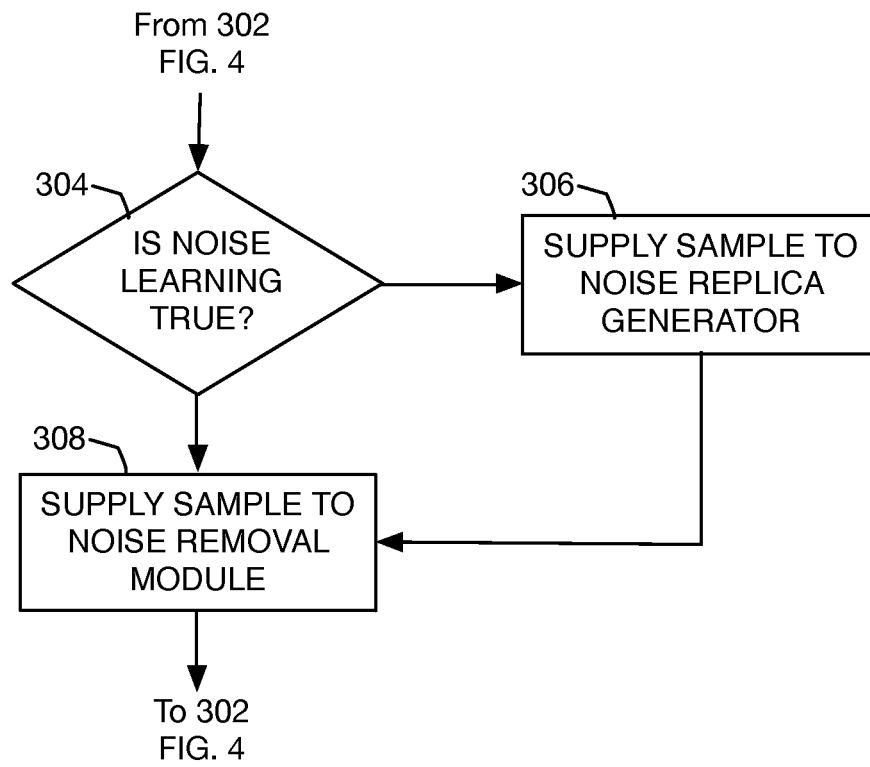 From 302
FIG. 4
304
IS NOISE
LEARNING
TRUE?
306
SUPPLY SAMPLE TO
NOISE REPLICA
GENERATOR
308
SUPPLY SAMPLE TO
NOISE REMOVAL
MODULE
To 302
FIG. 4